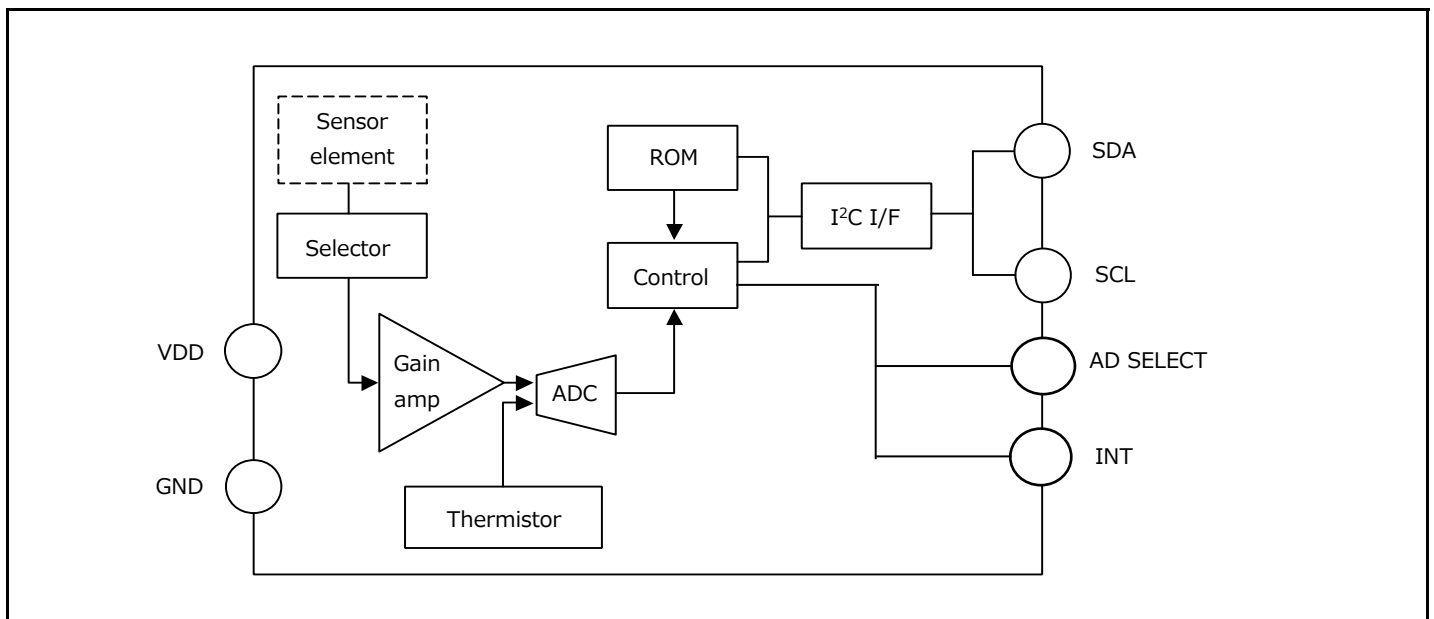 Sensor
element
Selector
VDD
GND
Gain
amp
ADC
Thermistor
ROM
Control
I²C I/F
SDA
SCL
AD SELECT
INT